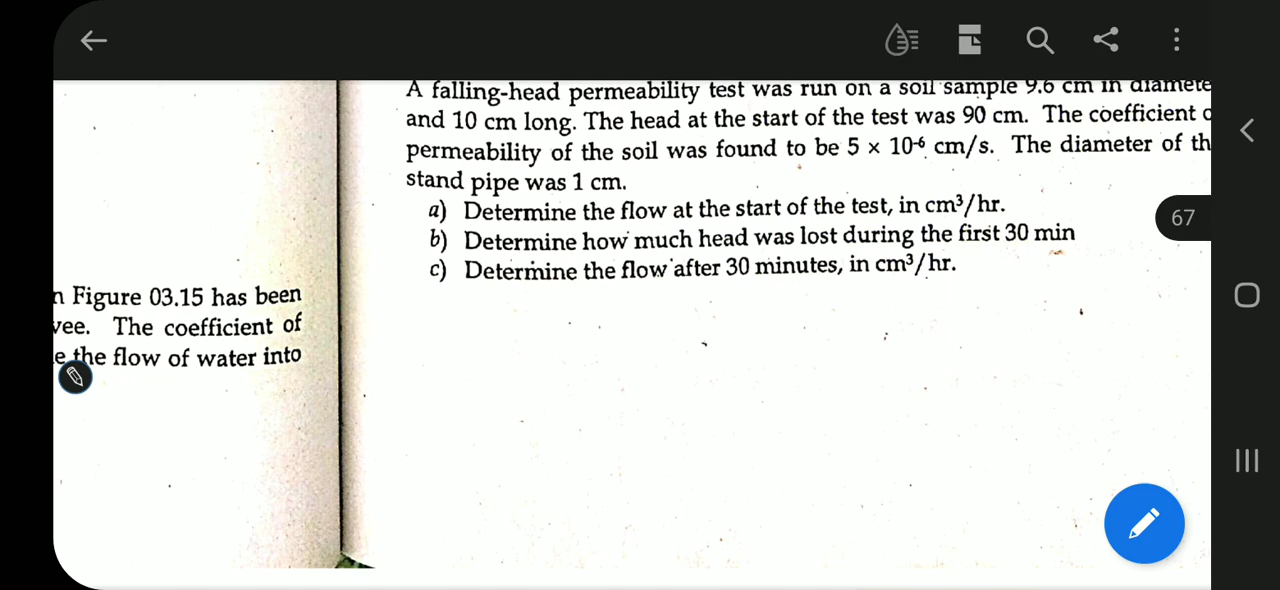 A falling-head permeability test was run on a soil sample 9.6 cm in diamete
and 10 cm long. The head at the start of the test was 90 cm. The coefficient o
permeability of the soil was found to be 5 × 10-6 cm/s. The diameter of th
stand pipe was 1 cm.
a) Determine the flow at the start of the test, in cm³/hr.
b) Determine how much head was lost during the first 30 min
c) Determine the flow after 30 minutes, in cm³/hr.
67
n Figure 03.15 has been
vee. The coefficient of
e the flow of water into